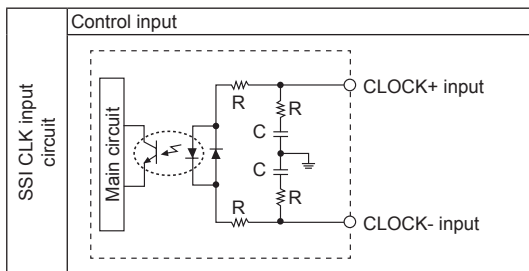 Control input
SSI CLK input
circuit
Main circuit
R
CLOCK+ input
R
C
C
R
R
CLOCK- input